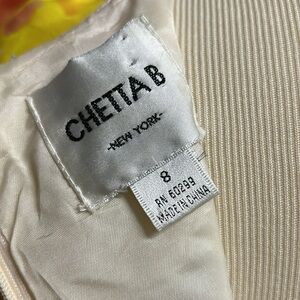 CHETTA B
-NEW YORK-
8
RN 60299
MADE IN CHINA